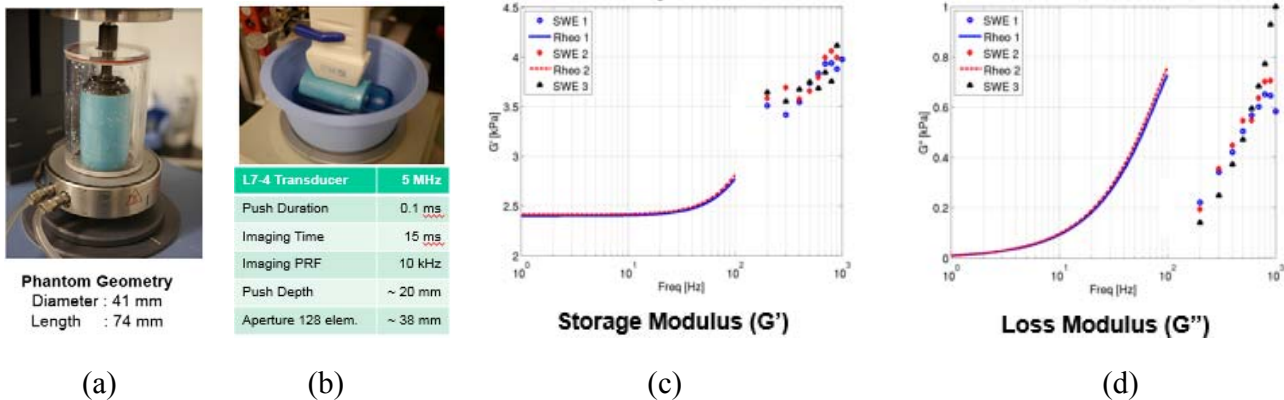 Phantom Geometry
Diameter : 41 mm
Length : 74 mm
(a)
L7-4 Transducer 5 MHz
Push Duration 0.1 ms
Imaging Time 15 ms
Imaging PRF 10 kHz
Push Depth ~ 20 mm
Aperture 128 elem. ~ 38 mm
(b)
SWE 1
Rheo 1
SWE 2
Rheo 2
SWE 3
G' [kPa]
4.5
4
3.5
3
2.5
2
10^0 10^1 10^2 10^3
Freq [Hz]
Storage Modulus (G')
(c)
SWE 1
Rheo 1
SWE 2
Rheo 2
SWE 3
G" [kPa]
1
0.8
0.6
0.4
0.2
0
10^0 10^1 10^2 10^3
Freq [Hz]
Loss Modulus (G'')
(d)